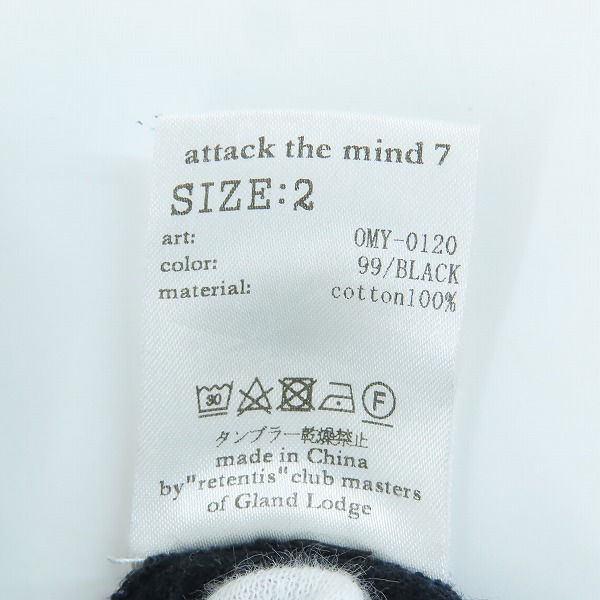 attack the mind 7
SIZE:2
art: OMY-0120
color: 99/BLACK
material: cotton100%
30 F
タンブラー乾燥禁止
made in China
by"retentis"club masters
of Gland Lodge